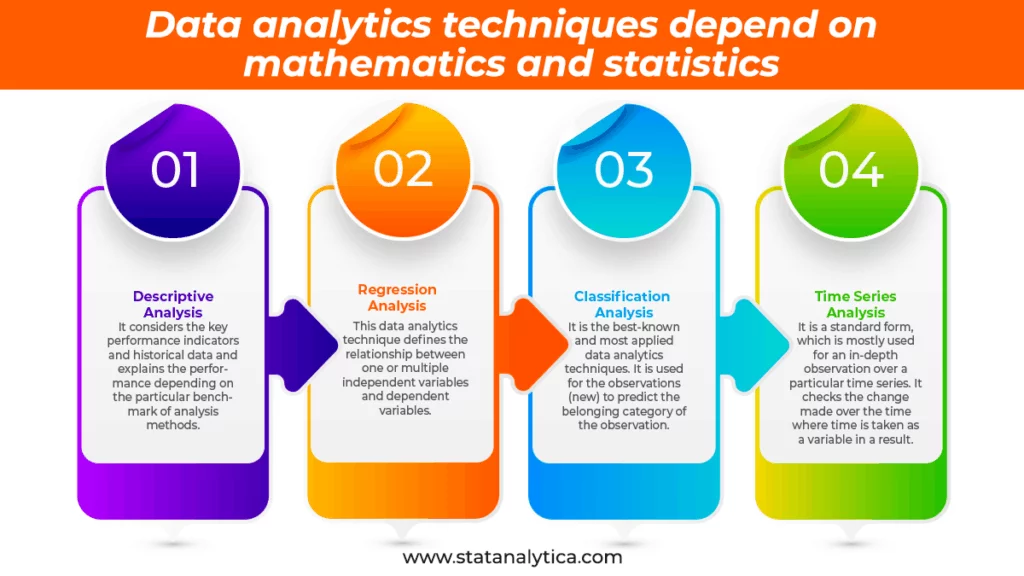 Data analytics techniques depend on
mathematics and statistics
01
Descriptive
Analysis
It considers the key
performance indicators
and historical data and
explains the perfor-
mance depending on
the particular bench-
mark of analysis
methods.
02
Regression
Analysis
This data analytics
technique defines the
relationship between
one or multiple
independent variables
and dependent
variables.
03
Classification
Analysis
It is the best-known
and most applied
data analytics
techniques. It is used
for the observations
(new) to predict the
belonging category of
the observation.
04
Time Series
Analysis
It is a standard form,
which is mostly used
for an in-depth
observation over a
particular time series. It
checks the change
made over the time
where time is taken as
a variable in a result.
www.statanalytica.com